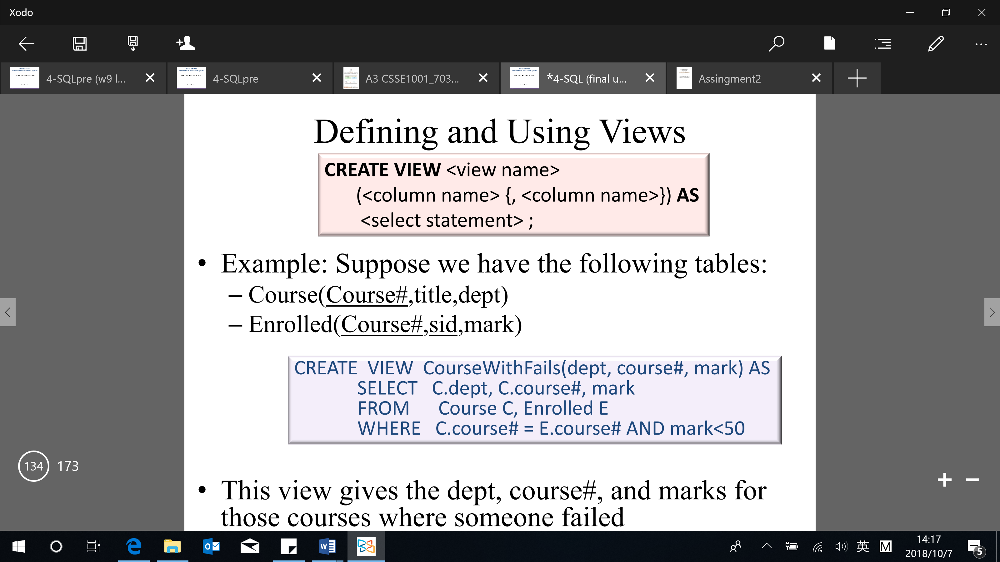 Xodo
4-SQLpre (w9 l...
4-SQLpre
A3 CSSE1001_703...
*4-SQL (final u...
Assingment2
Defining and Using Views
CREATE VIEW <view name>
(<column name> {, <column name>}) AS
<select statement> ;
• Example: Suppose we have the following tables:
– Course(Course#,title,dept)
– Enrolled(Course#,sid,mark)
CREATE VIEW CourseWithFails(dept, course#, mark) AS
SELECT C.dept, C.course#, mark
FROM Course C, Enrolled E
WHERE C.course# = E.course# AND mark<50
134 173
• This view gives the dept, course#, and marks for
those courses where someone failed
英 M
14:17
2018/10/7
5